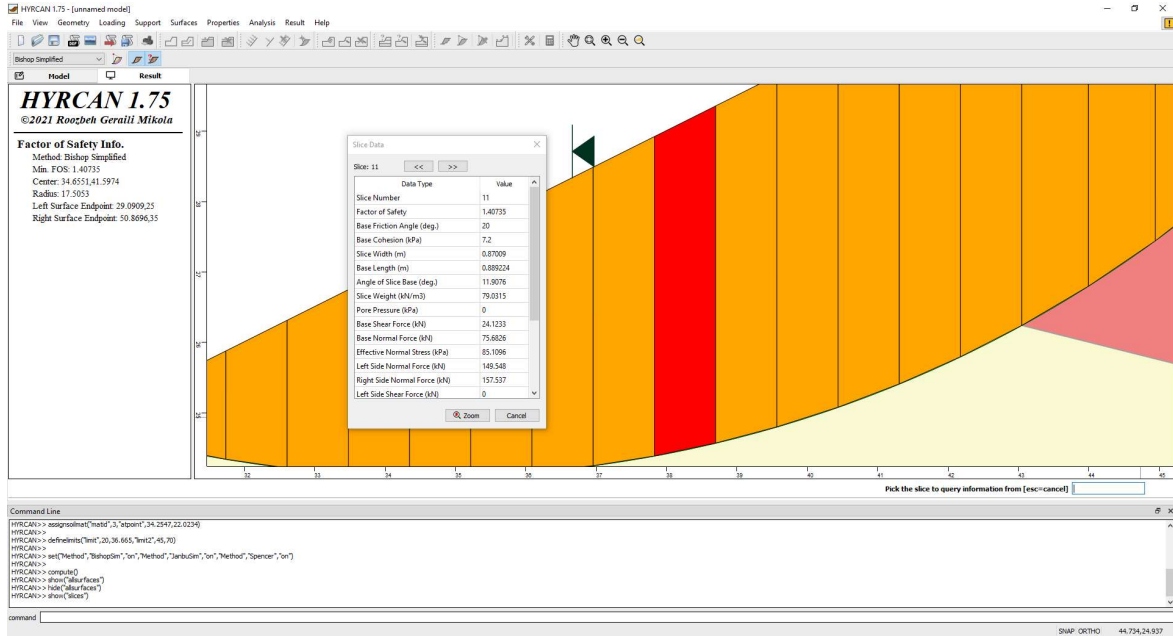 HYRCAN 1.75 - [unnamed model]
File View Geometry Loading Support Surfaces Properties Analysis Result Help
Bishop Simplified
Model Result
HYRCAN 1.75
©2021 Roozbeh Geraili Mikola
Factor of Safety Info.
Method: Bishop Simplified
Min. FOS: 1.40735
Center: 34.6551,41.5974
Radius: 17.5053
Left Surface Endpoint: 29.0909,25
Right Surface Endpoint: 50.8696,35
29
28
27
26
25
Slice Data
Slice: 11 << >>
Data Type Value
Slice Number 11
Factor of Safety 1.40735
Base Friction Angle (deg.) 20
Base Cohesion (kPa) 7.2
Slice Width (m) 0.87009
Base Length (m) 0.889224
Angle of Slice Base (deg.) 11.9076
Slice Weight (kN/m3) 79.0315
Pore Pressure (kPa) 0
Base Shear Force (kN) 24.1233
Base Normal Force (kN) 75.6826
Effective Normal Stress (kPa) 85.1096
Left Side Normal Force (kN) 149.548
Right Side Normal Force (kN) 157.537
Left Side Shear Force (kN) 0
Zoom Cancel
32 33 34 35 36 37 38 39 40 41 42 43 44 45
Pick the slice to query information from [esc=cancel]
Command Line
HYRCAN>> assignsoilmat("matid",3,"atpoint",34.2547,22.0234)
HYRCAN>>
HYRCAN>> definelimits("limit",20,36.665,"limit2",45,70)
HYRCAN>>
HYRCAN>> set("Method","BishopSim","on","Method","JanbuSim","on","Method","Spencer","on")
HYRCAN>>
HYRCAN>> compute()
HYRCAN>> show("allsurfaces")
HYRCAN>> hide("allsurfaces")
HYRCAN>> show("slices")
command
SNAP ORTHO 44.734,24.937